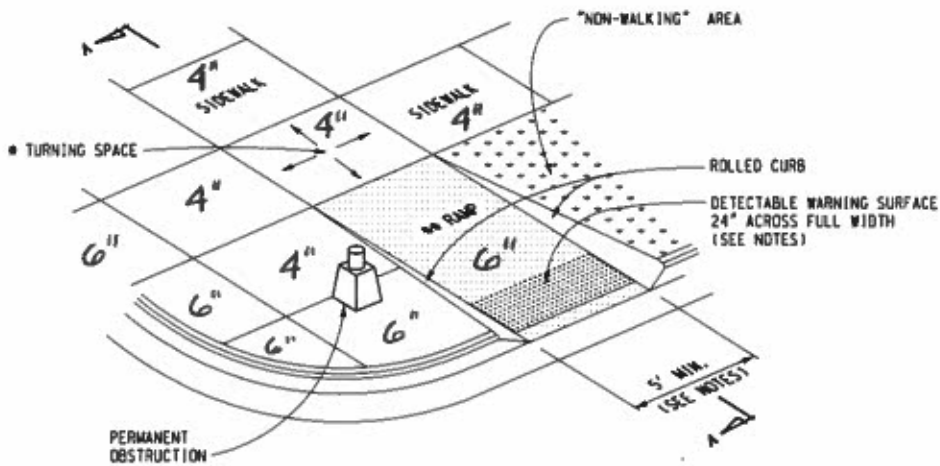 "NON-WALKING" AREA
A
4"
SIDEWALK
SIDEWALK
4"
4"
* TURNING SPACE
ROLLED CURB
4"
** RAMP
DETECTABLE WARNING SURFACE
24" ACROSS FULL WIDTH
(SEE NOTES)
6"
4"
6"
6"
6"
6"
5' MIN.
(SEE NOTES)
PERMANENT
OBSTRUCTION
A